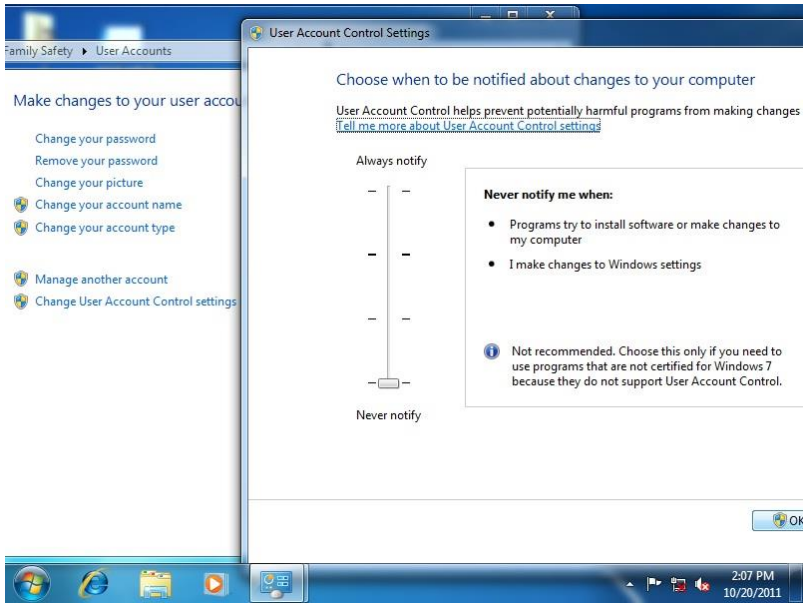 User Account Control Settings
Family Safety ▸ User Accounts
Make changes to your user accou
Change your password
Remove your password
Change your picture
Change your account name
Change your account type
Manage another account
Change User Account Control settings
Choose when to be notified about changes to your computer
User Account Control helps prevent potentially harmful programs from making changes
Tell me more about User Account Control settings
Always notify
Never notify me when:
• Programs try to install software or make changes to
my computer
• I make changes to Windows settings
Not recommended. Choose this only if you need to
use programs that are not certified for Windows 7
because they do not support User Account Control.
Never notify
OK
2:07 PM
10/20/2011